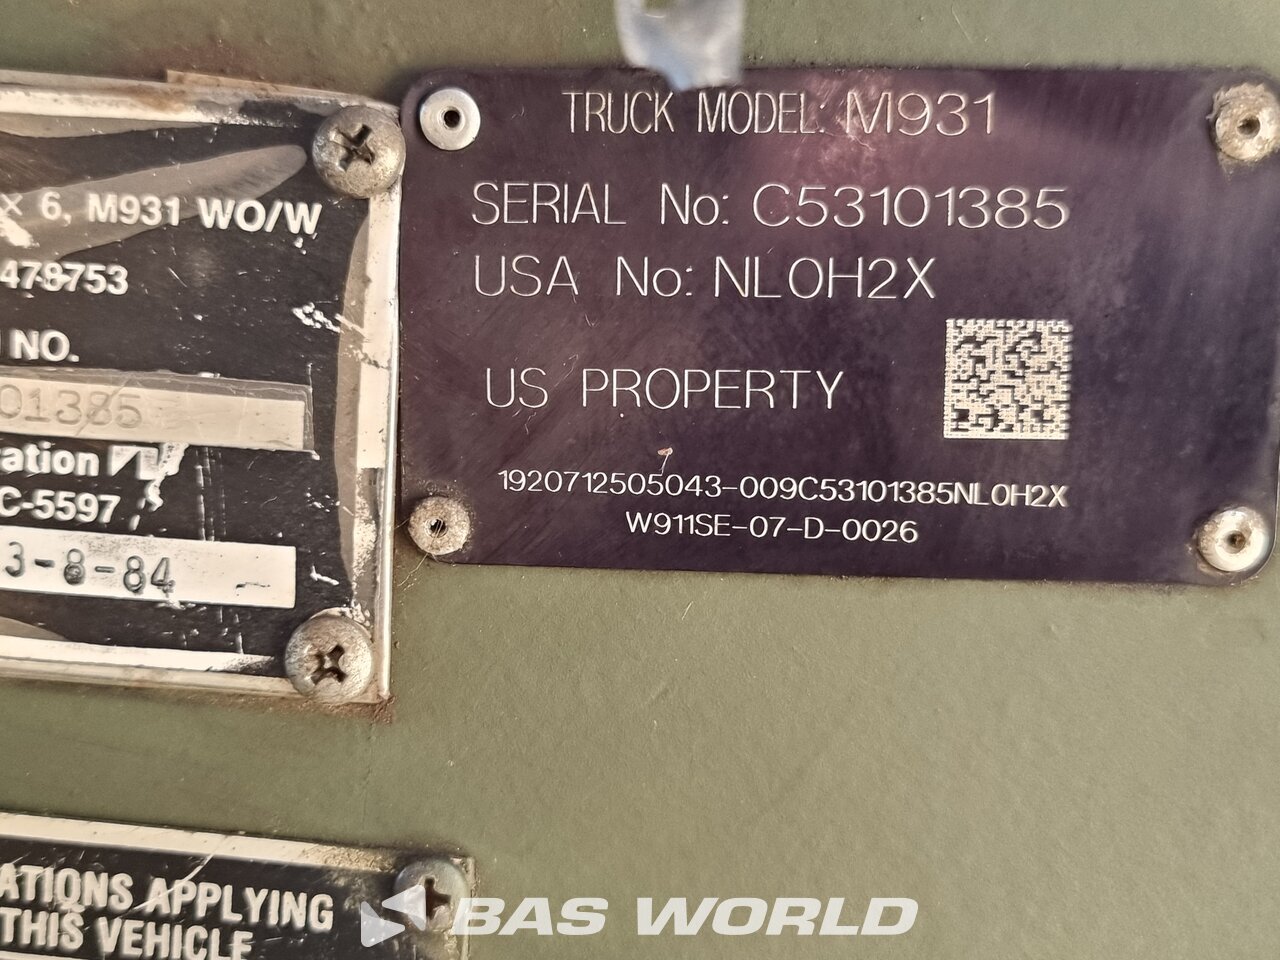 × 6, M931 WO/W
478753
NO.
01385
ation
C-5597
3-8-84
TRUCK MODEL: M931
SERIAL No: C53101385
USA No: NL0H2X
US PROPERTY
1920712505043-009C53101385NL0H2X
W911SE-07-D-0026
ATIONS APPLYING
THIS VEHICLE
BAS WORLD